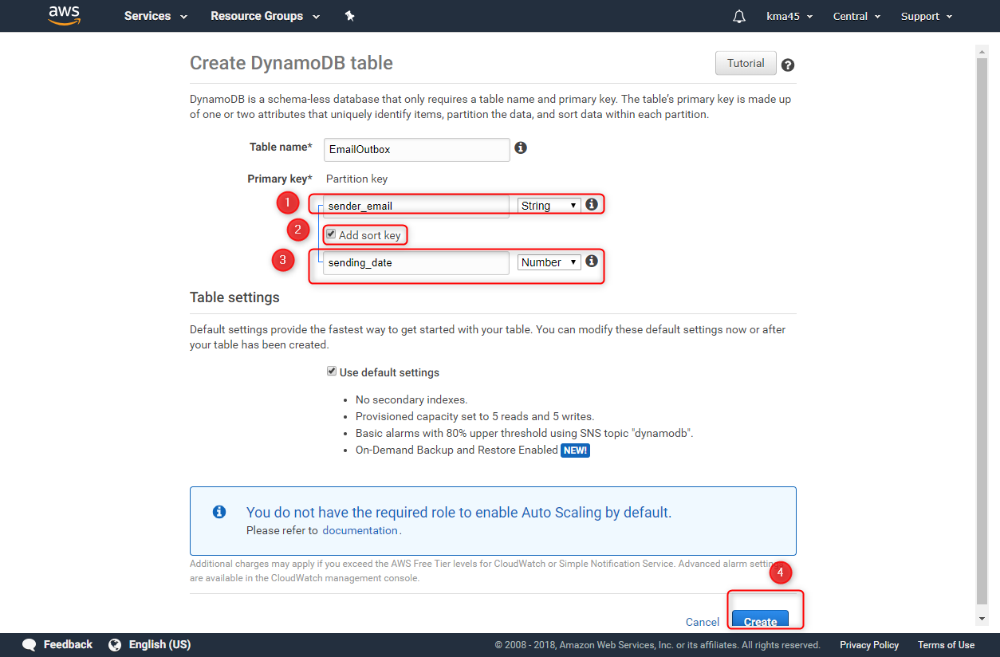 aws Services Resource Groups kma45 Central Support
Create DynamoDB table Tutorial
DynamoDB is a schema-less database that only requires a table name and primary key. The table's primary key is made up
of one or two attributes that uniquely identify items, partition the data, and sort data within each partition.
Table name* EmailOutbox
Primary key* Partition key
1 sender_email String
2 Add sort key
3 sending_date Number
Table settings
Default settings provide the fastest way to get started with your table. You can modify these default settings now or after
your table has been created.
Use default settings
No secondary indexes.
Provisioned capacity set to 5 reads and 5 writes.
Basic alarms with 80% upper threshold using SNS topic "dynamodb".
On-Demand Backup and Restore Enabled NEW!
You do not have the required role to enable Auto Scaling by default.
Please refer to documentation.
Additional charges may apply if you exceed the AWS Free Tier levels for CloudWatch or Simple Notification Service. Advanced alarm
are available in the CloudWatch management console.
4
Cancel Create
Feedback English (US) © 2008 - 2018, Amazon Web Services, Inc. or its affiliates. All rights reserved. Privacy Policy Terms of Use